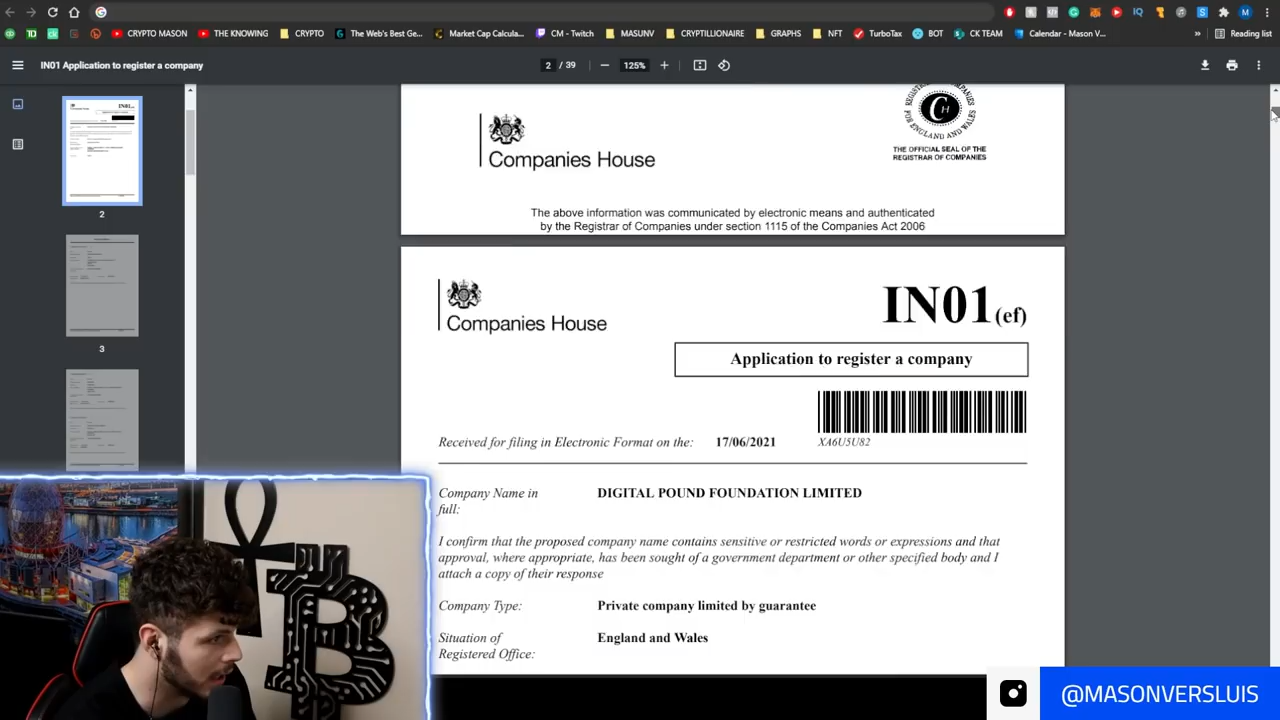 CRYPTO MASON
THE KNOWING
CRYPTO
The Web's Best Ge...
Market Cap Calcula...
CM - Twitch
MASUNV
CRYPTILLIONAIRE
GRAPHS
NFT
TurboTax
BOT
CK TEAM
Calendar - Mason V...
»
Reading list
IN01 Application to register a company
2 / 39
125%
Companies House
THE OFFICIAL SEAL OF THE
REGISTRAR OF COMPANIES
The above information was communicated by electronic means and authenticated
by the Registrar of Companies under section 1115 of the Companies Act 2006
2
3
Companies House
IN01(ef)
Application to register a company
Received for filing in Electronic Format on the: 17/06/2021
XA6U5U82
Company Name in DIGITAL POUND FOUNDATION LIMITED
full:
I confirm that the proposed company name contains sensitive or restricted words or expressions and that
approval, where appropriate, has been sought of a government department or other specified body and I
attach a copy of their response
Company Type: Private company limited by guarantee
Situation of England and Wales
Registered Office:
@MASONVERSLUIS